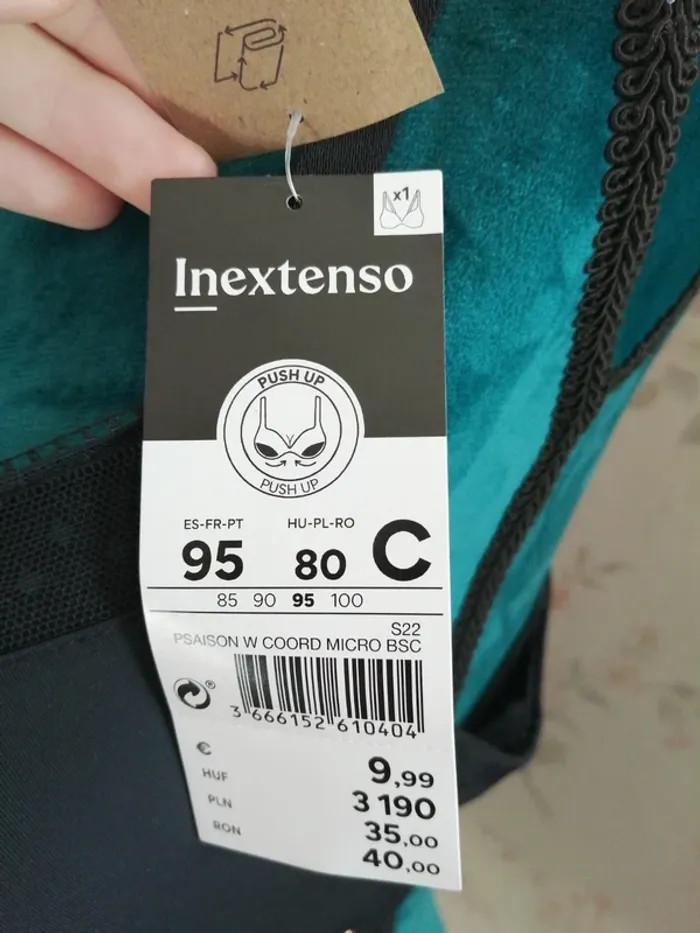 x1
Inextenso
PUSH UP
PUSH UP
ES-FR-PT HU-PL-RO
95 80 C
85 90 95 100
S22
PSAISON W COORD MICRO BSC
3 666152 610404
€ 9,99
HUF 3 190
PLN 35,00
RON 40,00